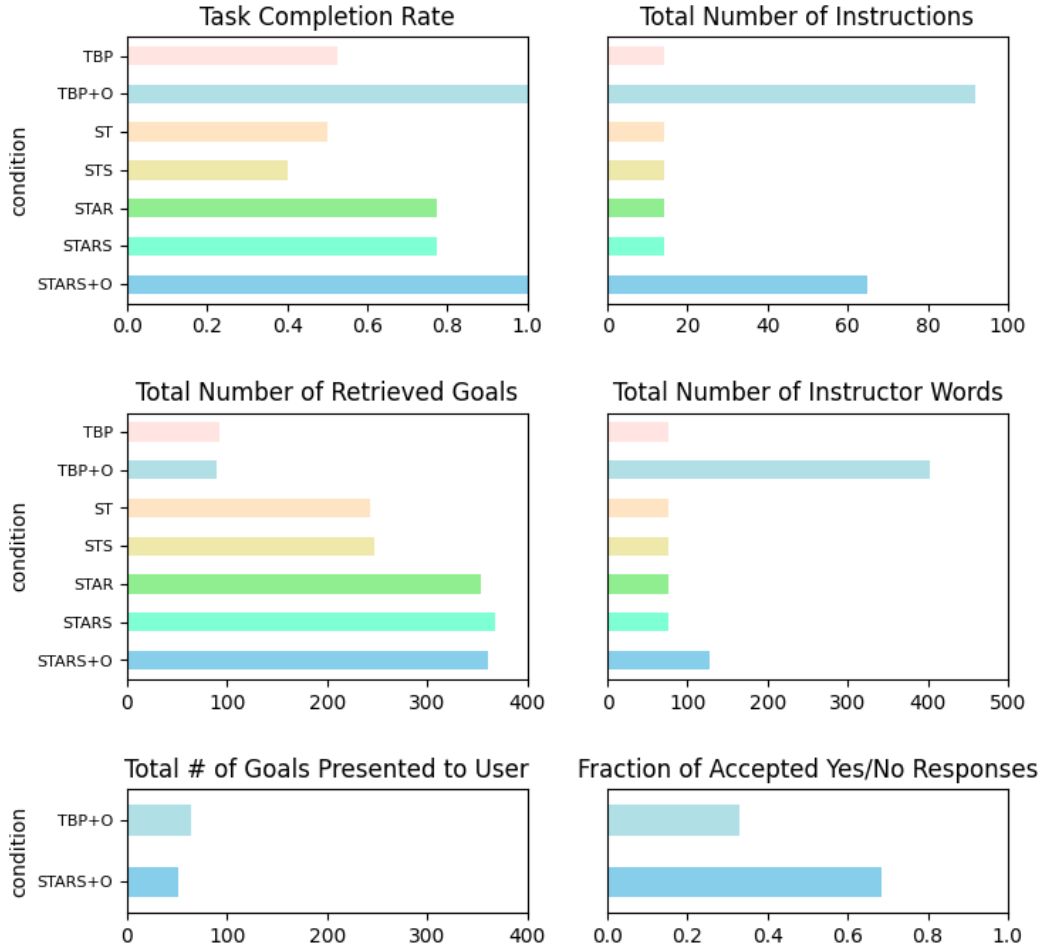 Task Completion Rate
Total Number of Instructions
condition
TBP
TBP+O
ST
STS
STAR
STARS
STARS+O
0.0 0.2 0.4 0.6 0.8 1.0
0 20 40 60 80 100
Total Number of Retrieved Goals
Total Number of Instructor Words
condition
TBP
TBP+O
ST
STS
STAR
STARS
STARS+O
0 100 200 300 400
0 100 200 300 400 500
Total # of Goals Presented to User
Fraction of Accepted Yes/No Responses
condition
TBP+O
STARS+O
0 100 200 300 400
0.0 0.2 0.4 0.6 0.8 1.0